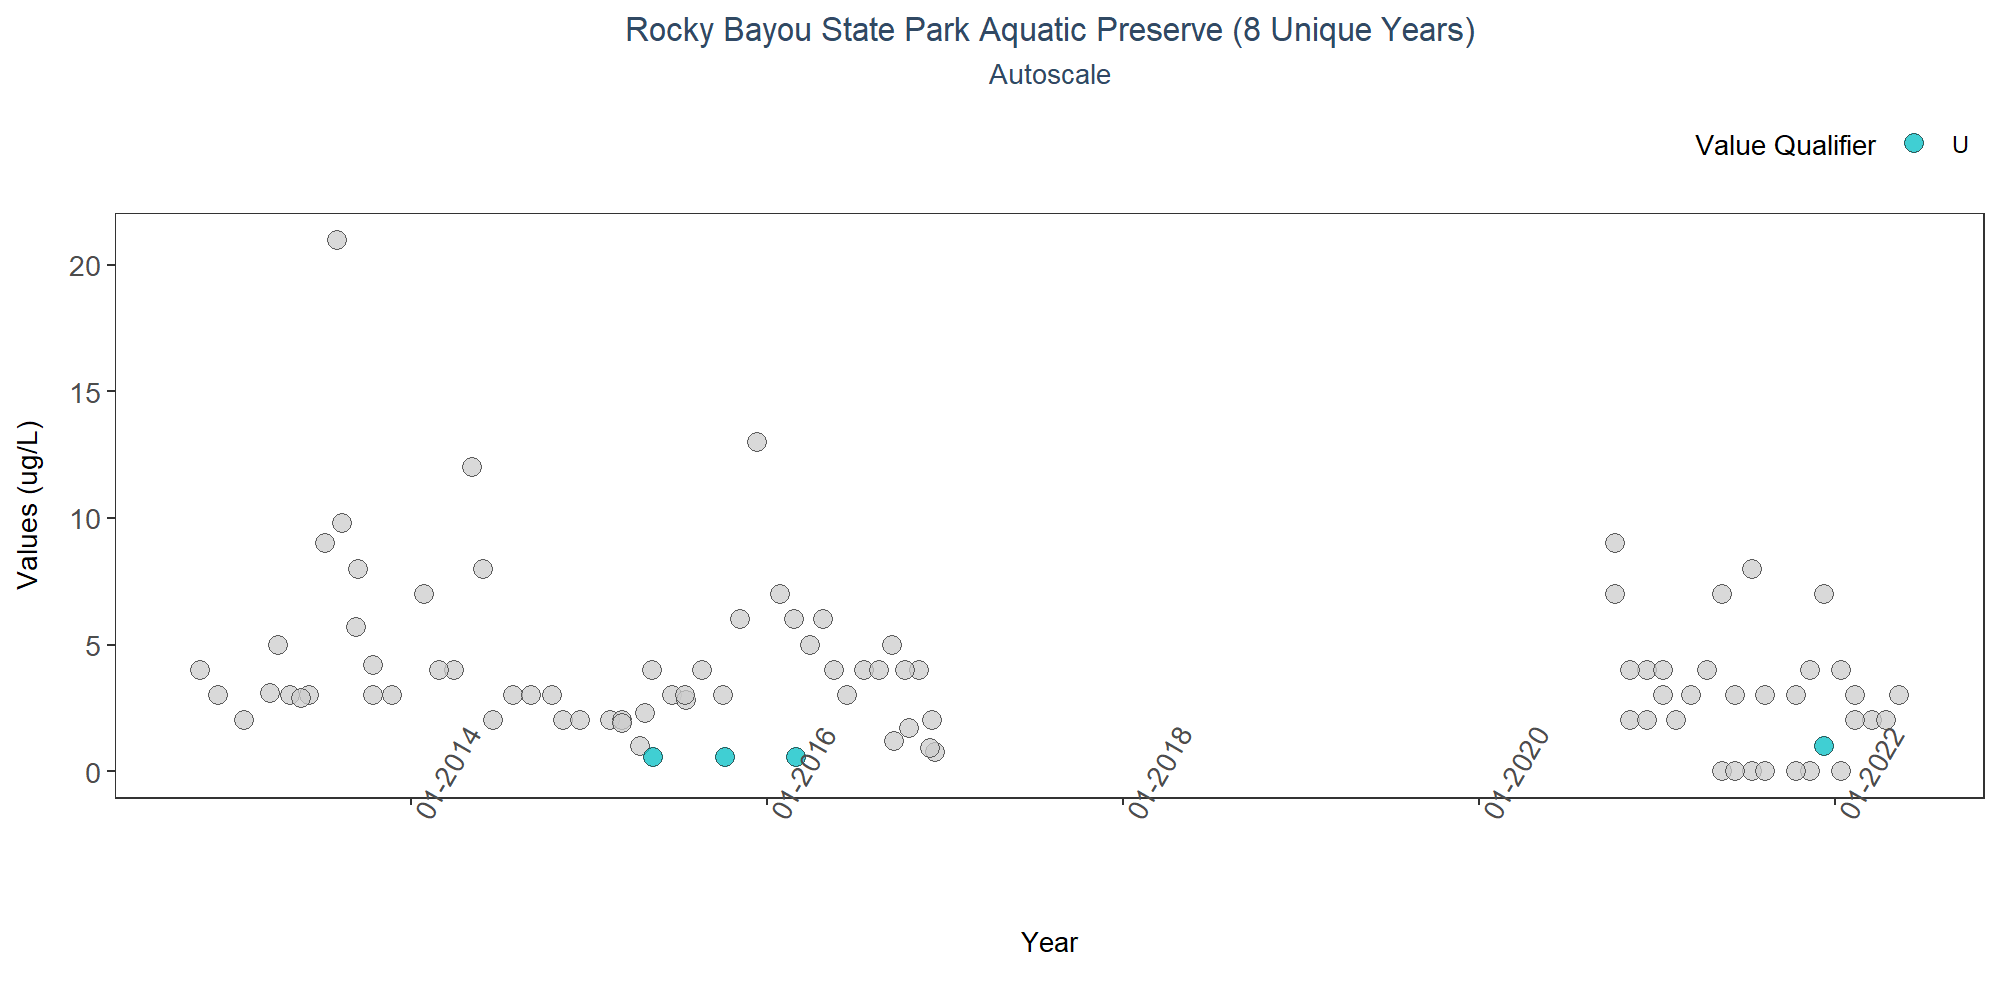 Rocky Bayou State Park Aquatic Preserve (8 Unique Years)
Autoscale
Value Qualifier U
Values (ug/L)
20
15
10
5
0
01-2014
01-2016
01-2018
01-2020
01-2022
Year